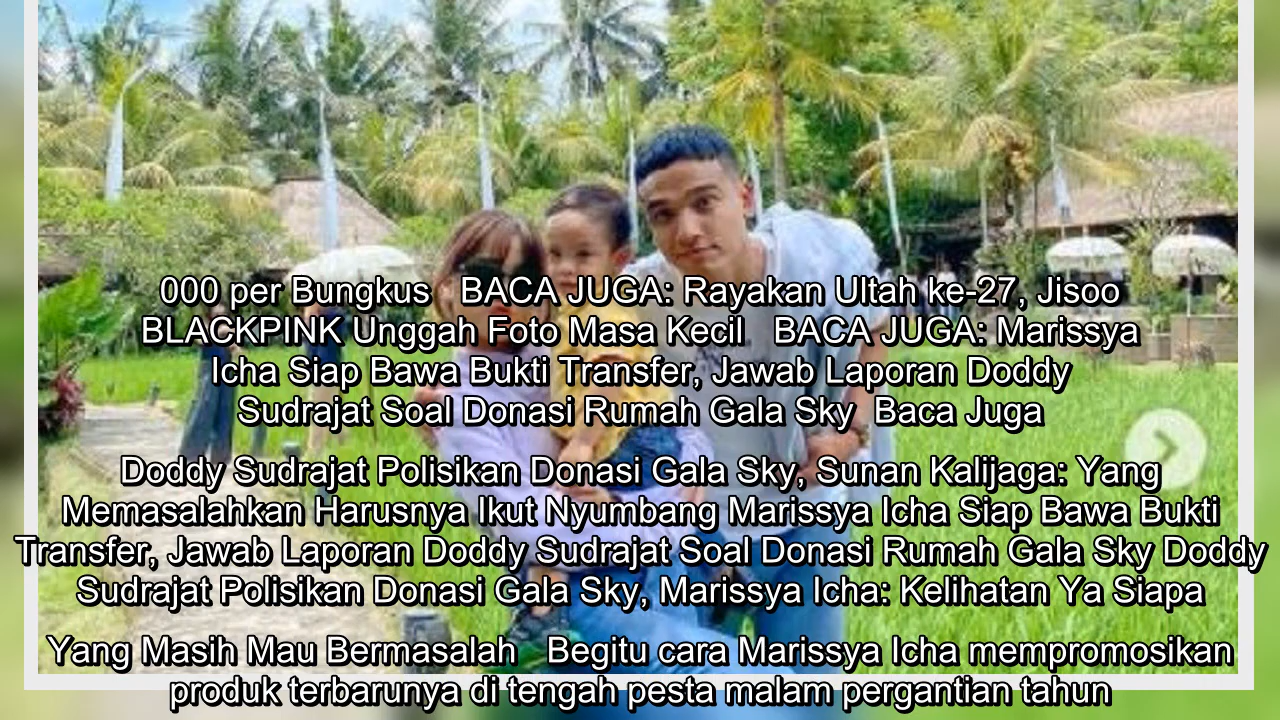 000 per Bungkus   BACA JUGA: Rayakan Ultah ke-27, Jisoo
BLACKPINK Unggah Foto Masa Kecil   BACA JUGA: Marissya
Icha Siap Bawa Bukti Transfer, Jawab Laporan Doddy
Sudrajat Soal Donasi Rumah Gala Sky  Baca Juga
Doddy Sudrajat Polisikan Donasi Gala Sky, Sunan Kalijaga: Yang
Memasalahkan Harusnya Ikut Nyumbang Marissya Icha Siap Bawa Bukti
Transfer, Jawab Laporan Doddy Sudrajat Soal Donasi Rumah Gala Sky Doddy
Sudrajat Polisikan Donasi Gala Sky, Marissya Icha: Kelihatan Ya Siapa
Yang Masih Mau Bermasalah   Begitu cara Marissya Icha mempromosikan
produk terbarunya di tengah pesta malam pergantian tahun